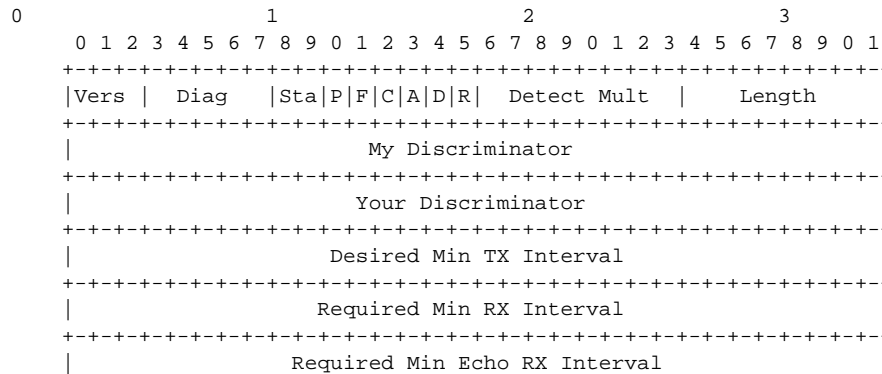 0                   1                   2                   3
 0 1 2 3 4 5 6 7 8 9 0 1 2 3 4 5 6 7 8 9 0 1 2 3 4 5 6 7 8 9 0 1
+-+-+-+-+-+-+-+-+-+-+-+-+-+-+-+-+-+-+-+-+-+-+-+-+-+-+-+-+-+-+-+-
|Vers |  Diag   |Sta|P|F|C|A|D|R|  Detect Mult  |    Length
+-+-+-+-+-+-+-+-+-+-+-+-+-+-+-+-+-+-+-+-+-+-+-+-+-+-+-+-+-+-+-+-
|                       My Discriminator
+-+-+-+-+-+-+-+-+-+-+-+-+-+-+-+-+-+-+-+-+-+-+-+-+-+-+-+-+-+-+-+-
|                      Your Discriminator
+-+-+-+-+-+-+-+-+-+-+-+-+-+-+-+-+-+-+-+-+-+-+-+-+-+-+-+-+-+-+-+-
|                    Desired Min TX Interval
+-+-+-+-+-+-+-+-+-+-+-+-+-+-+-+-+-+-+-+-+-+-+-+-+-+-+-+-+-+-+-+-
|                   Required Min RX Interval
+-+-+-+-+-+-+-+-+-+-+-+-+-+-+-+-+-+-+-+-+-+-+-+-+-+-+-+-+-+-+-+-
|                 Required Min Echo RX Interval